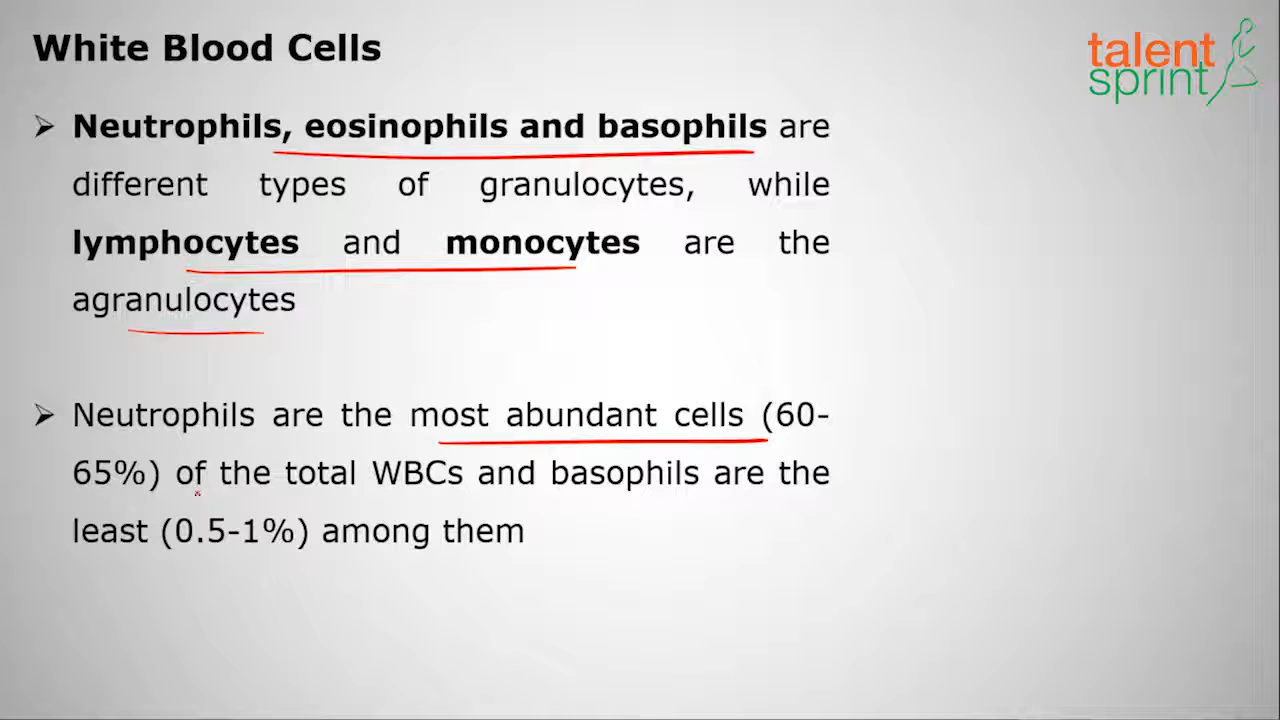 White Blood Cells
talent
sprint
➢ Neutrophils, eosinophils and basophils are
different types of granulocytes, while
lymphocytes and monocytes are the
agranulocytes
➢ Neutrophils are the most abundant cells (60-
65%) of the total WBCs and basophils are the
least (0.5-1%) among them